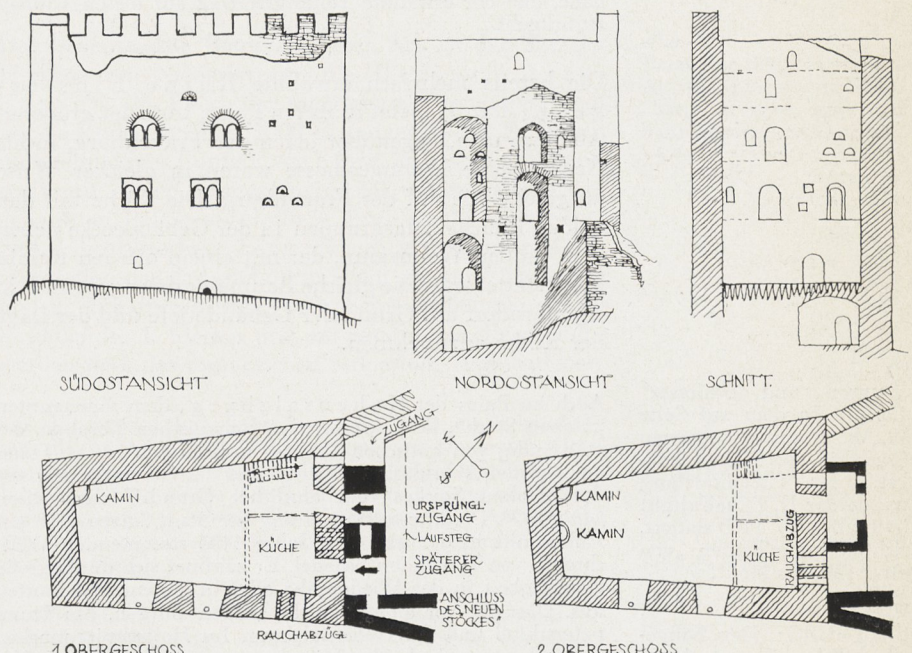 SÜDOSTANSICHT
NORDOSTANSICHT
SCHNITT.
ZUGANG
KAMIN
KÜCHE
URSPRÜNGL.
ZUGANG
LAUFSTEG
SPÄTERER
ZUGANG
ANSCHLUSS
DES „NEUEN
STOCKES“
RAUCHABZÜGE
1. OBERGESCHOSS
N
S
KAMIN
KAMIN
KÜCHE
RAUCHABZUG
2. OBERGESCHOSS